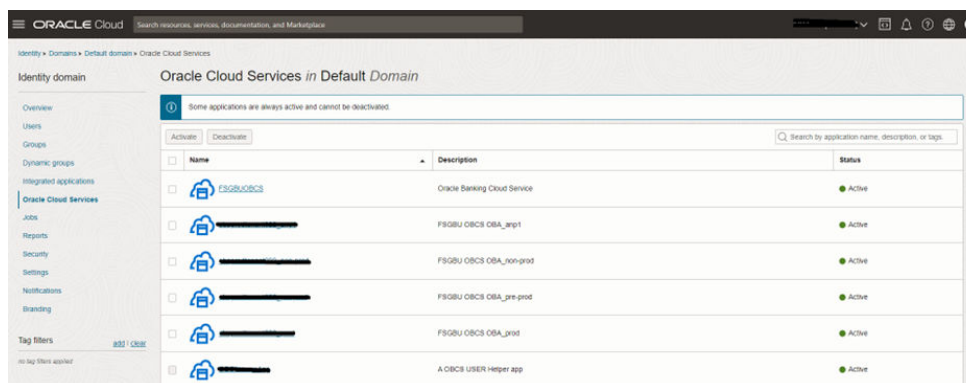 ORACLE Cloud
Search resources, services, documentation, and Marketplace
Identity » Domains » Default domain » Oracle Cloud Services
Identity domain
Overview
Users
Groups
Dynamic groups
Integrated applications
Oracle Cloud Services
Jobs
Reports
Security
Settings
Notifications
Branding
Tag filters add | clear
no tag filters applied
Oracle Cloud Services in Default Domain
Some applications are always active and cannot be deactivated.
Activate Deactivate Search by application name, description, or tags.
Name Description Status
FSGBUOBCS Oracle Banking Cloud Service Active
FSGBU OBCS OBA_anp1 Active
FSGBU OBCS OBA_non-prod Active
FSGBU OBCS OBA_pre-prod Active
FSGBU OBCS OBA_prod Active
A OBCS USER Helper app Active